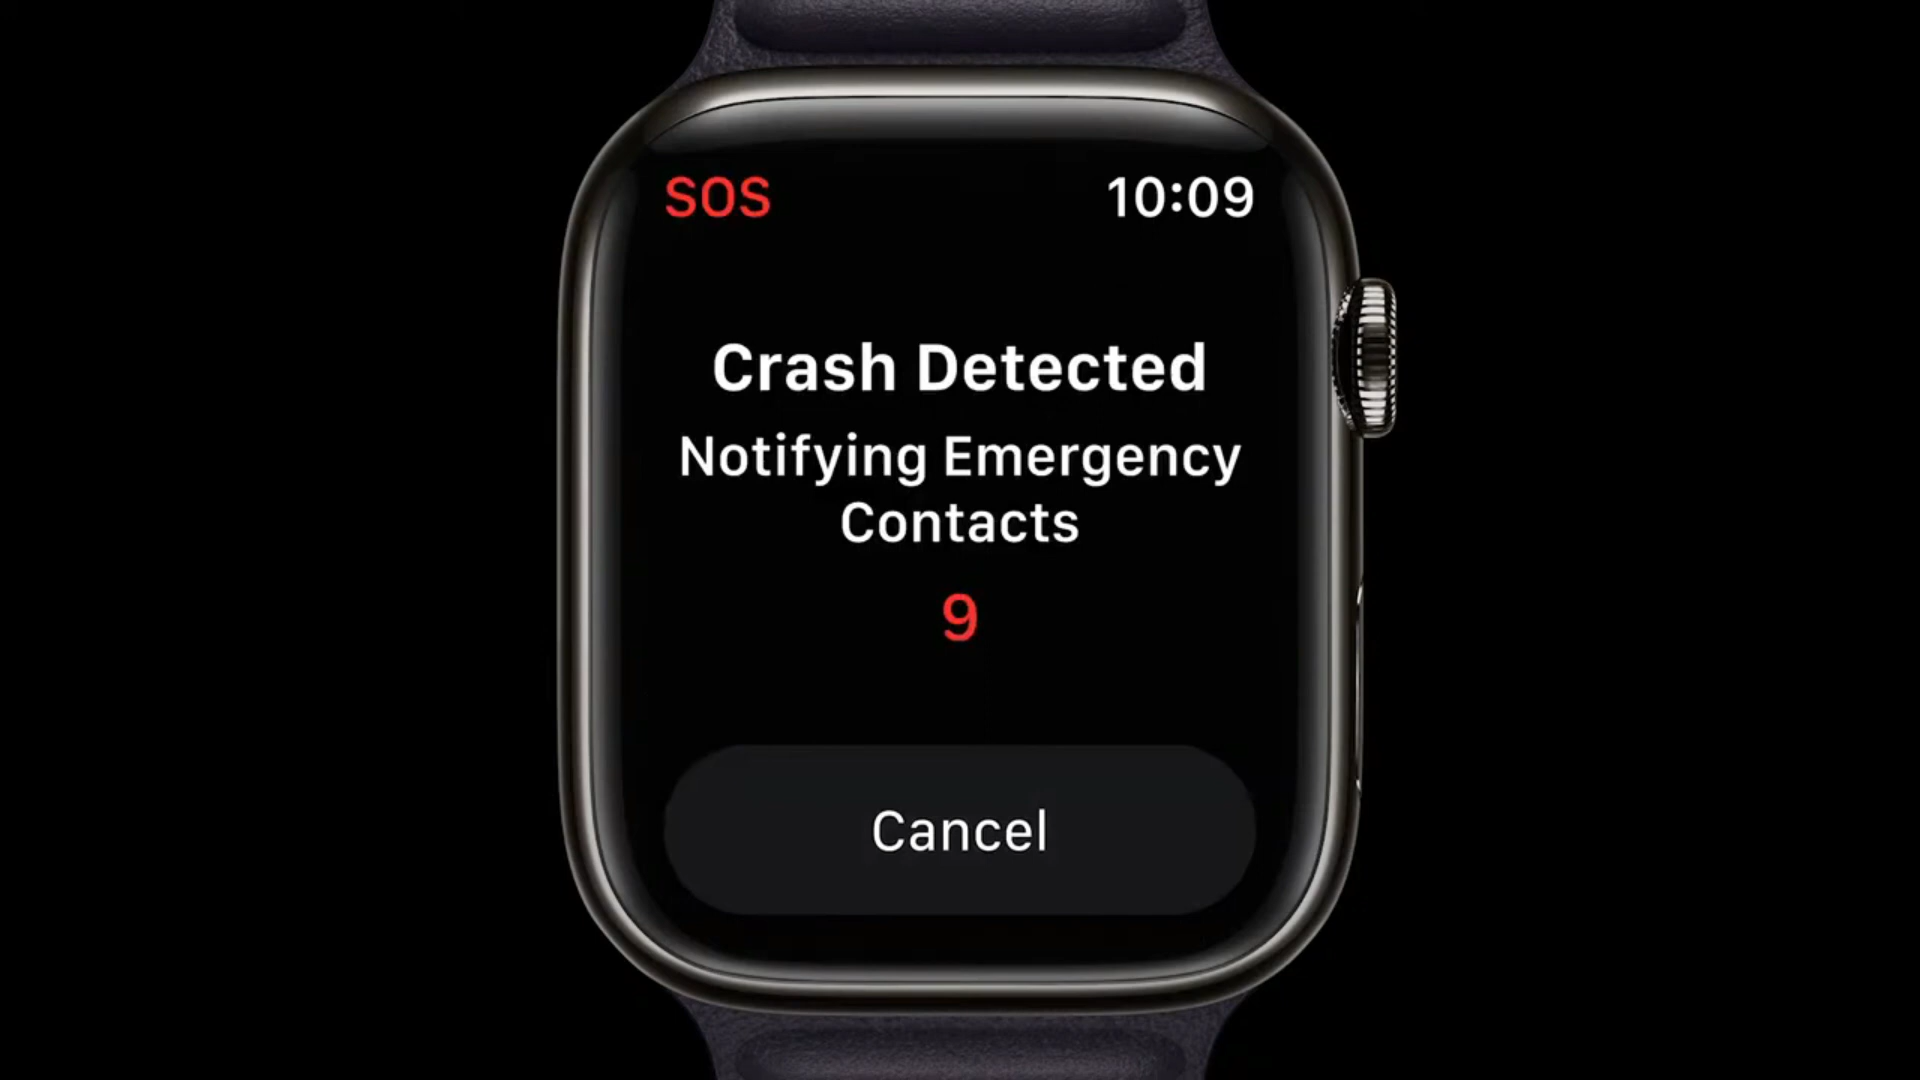 SOS 10:09
Crash Detected
Notifying Emergency
Contacts
9
Cancel